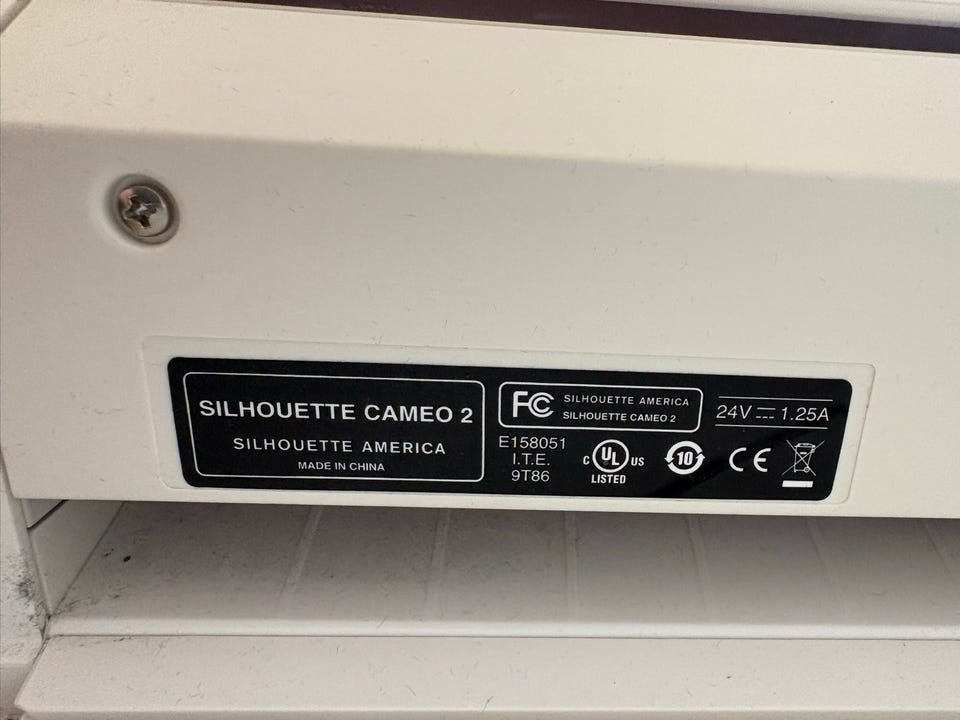 SILHOUETTE CAMEO 2
SILHOUETTE AMERICA
MADE IN CHINA
FC SILHOUETTE AMERICA
SILHOUETTE CAMEO 2
24V ⎓ 1.25A
E158051
I.T.E.
9T86
C UL US
LISTED
10
CE